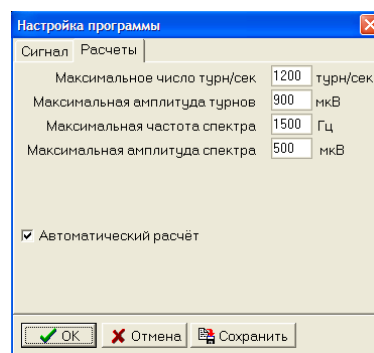 Настройка программы
Сигнал Расчеты
Максимальное число турн/сек 1200 турн/сек
Максимальная амплитуда турнов 900 мкВ
Максимальная частота спектра 1500 Гц
Максимальная амплитуда спектра 500 мкВ
Автоматический расчёт
OK Отмена Сохранить